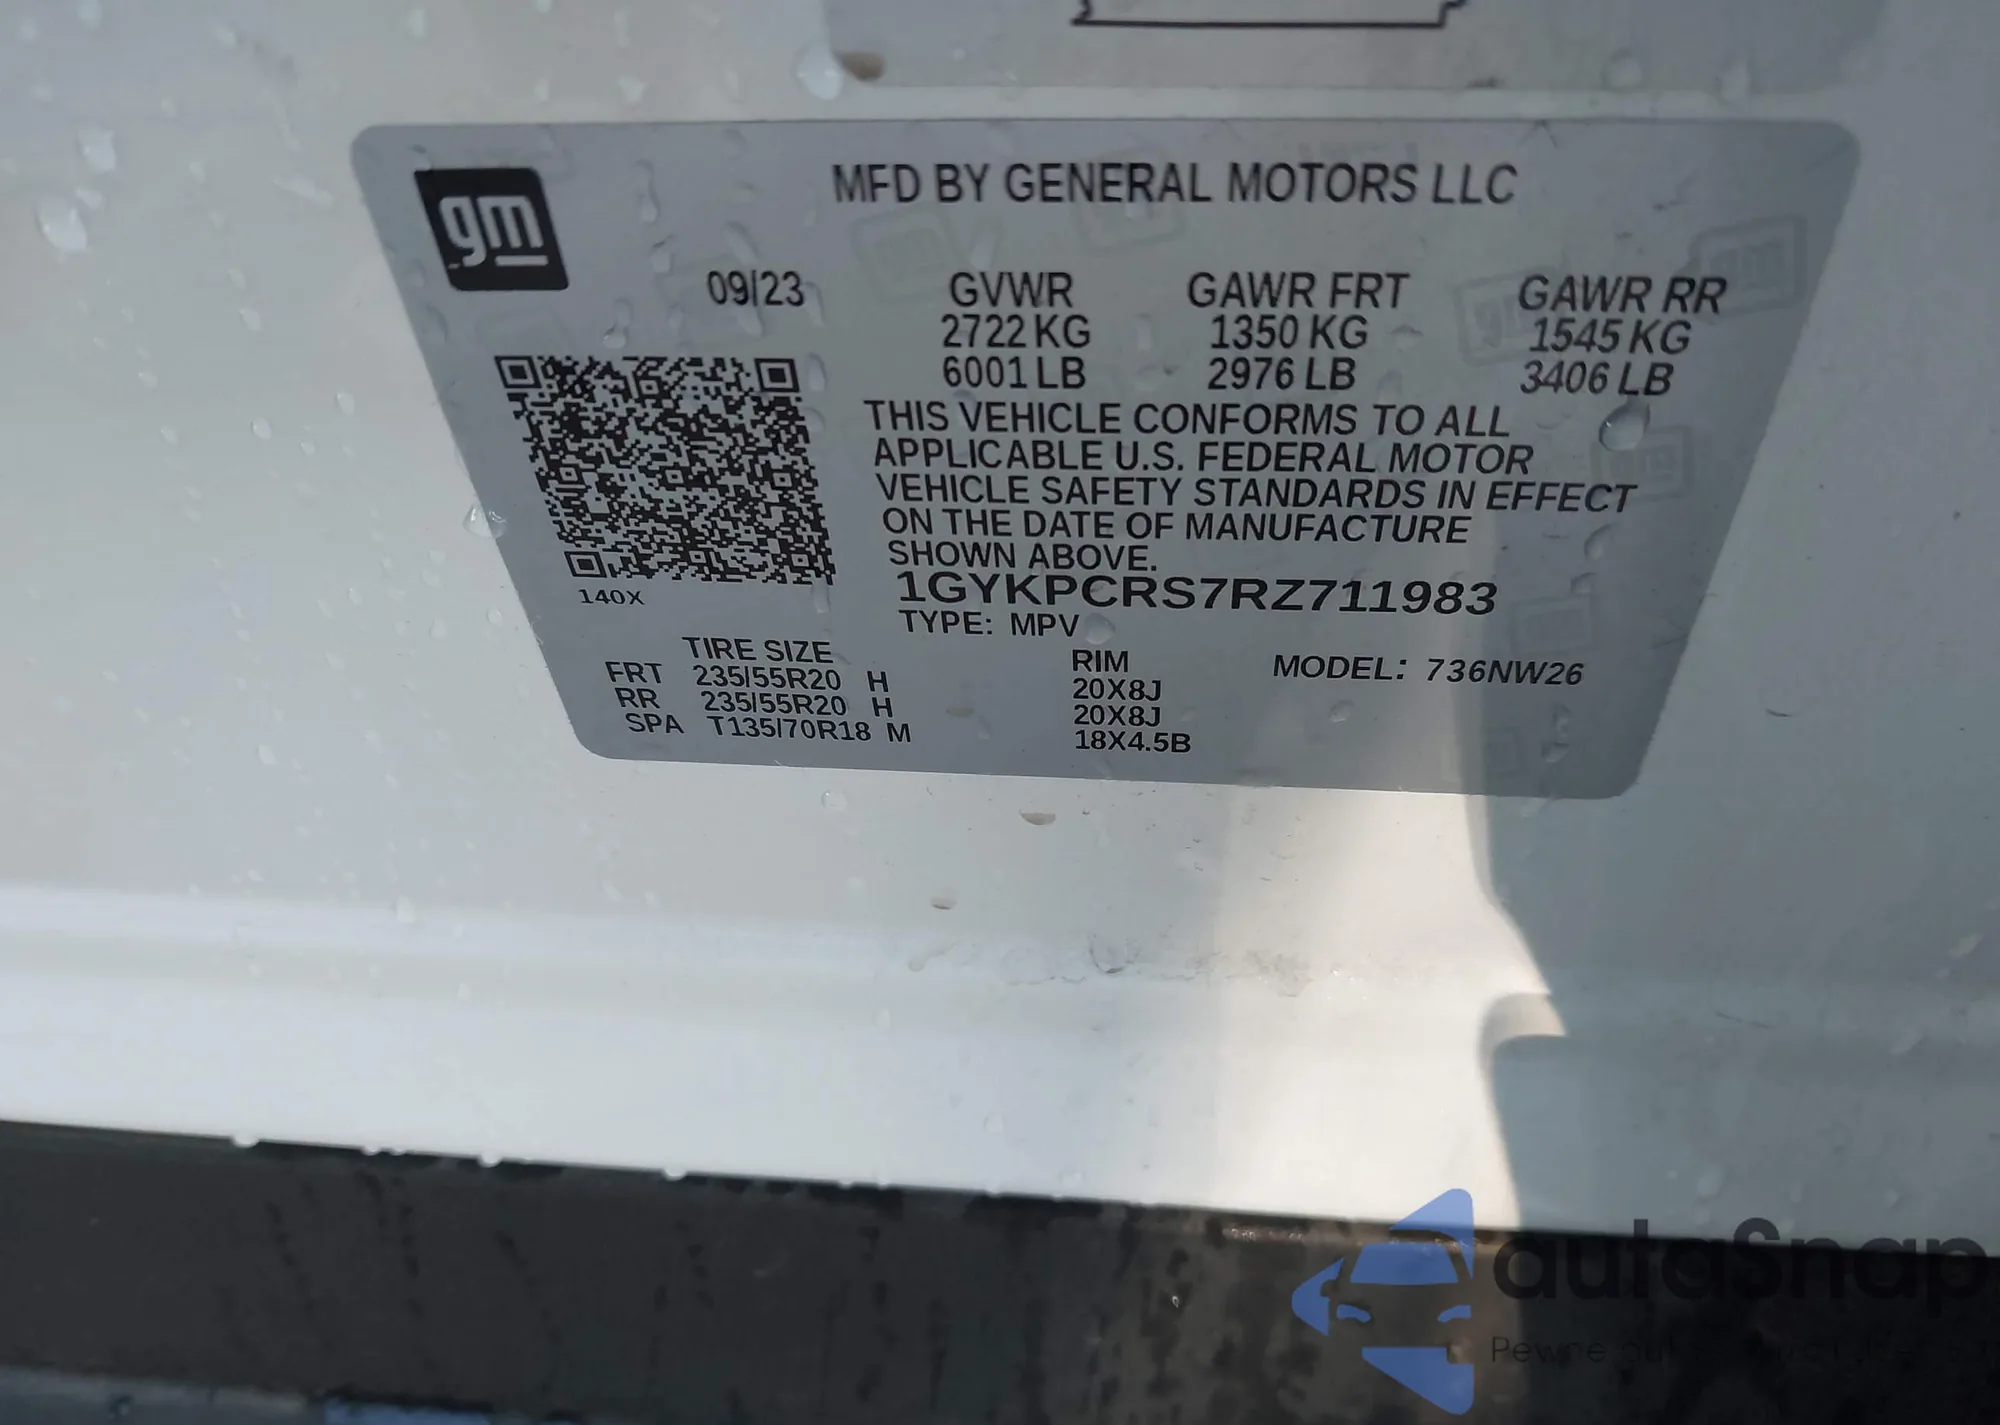 gm
MFD BY GENERAL MOTORS LLC
09/23 GVWR GAWR FRT GAWR RR
2722 KG 1350 KG 1545 KG
6001 LB 2976 LB 3406 LB
THIS VEHICLE CONFORMS TO ALL
APPLICABLE U.S. FEDERAL MOTOR
VEHICLE SAFETY STANDARDS IN EFFECT
ON THE DATE OF MANUFACTURE
SHOWN ABOVE.
1GYKPCRS7RZ711983
140X
TYPE: MPV
TIRE SIZE RIM MODEL: 736NW26
FRT 235/55R20 H 20X8J
RR 235/55R20 H 20X8J
SPA T135/70R18 M 18X4.5B
autaSnap